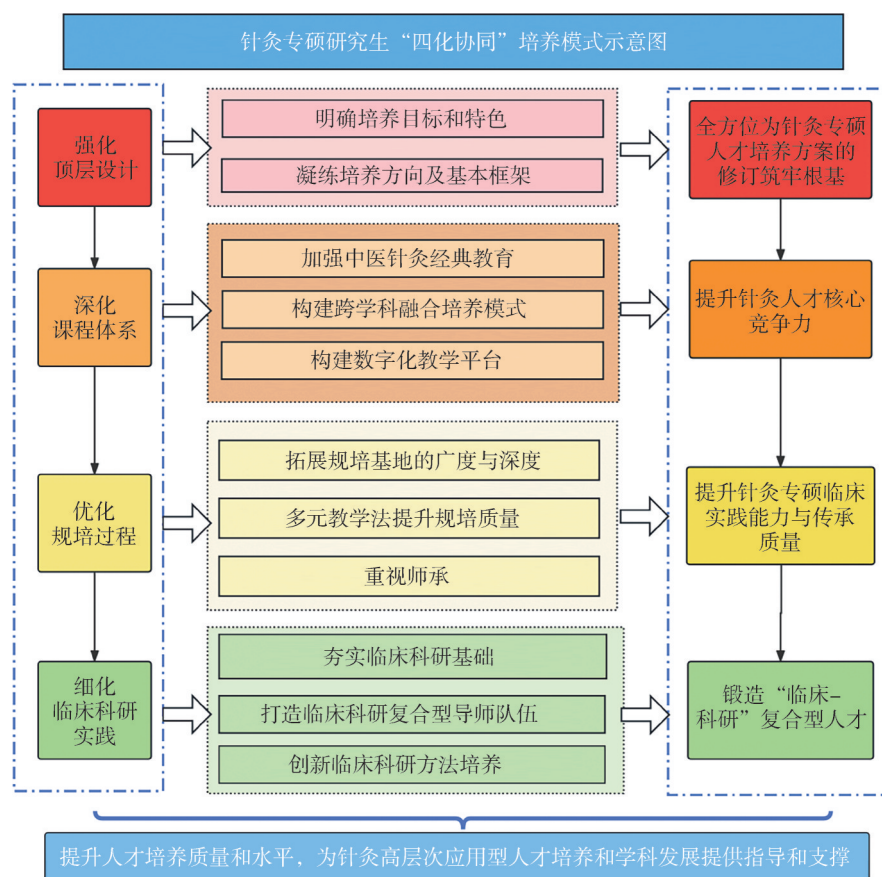 针灸专硕研究生“四化协同”培养模式示意图
强化
顶层设计
明确培养目标和特色
凝练培养方向及基本框架
全方位为针灸专硕
人才培养方案的
修订筑牢根基
深化
课程体系
加强中医针灸经典教育
构建跨学科融合培养模式
构建数字化教学平台
提升针灸人才核心
竞争力
优化
规培过程
拓展规培基地的广度与深度
多元教学法提升规培质量
重视师承
提升针灸专硕临床
实践能力与传承
质量
细化
临床科研
实践
夯实临床科研基础
打造临床科研复合型导师队伍
创新临床科研方法培养
锻造“临床-
科研”复合型人才
提升人才培养质量和水平，为针灸高层次应用型人才培养和学科发展提供指导和支撑